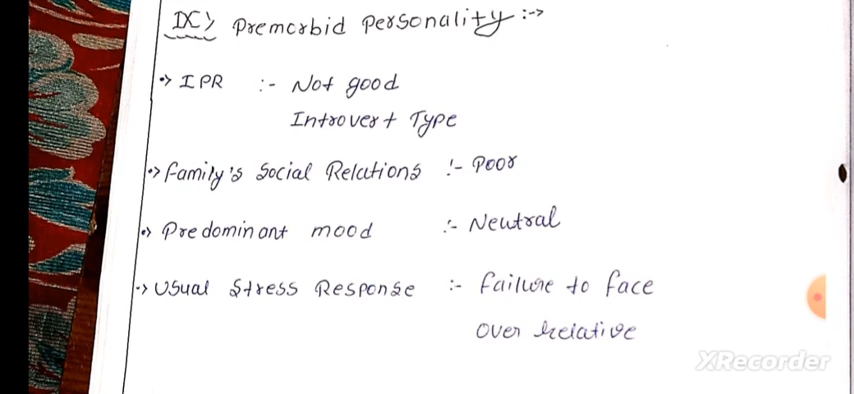 IX> Premorbid Personality :->
•> IPR :- Not good
Introvert Type
•> Family's Social Relations :- Poor
•> Predominant mood :- Neutral
•> Usual Stress Response :- failure to face
over relative
XRecorder